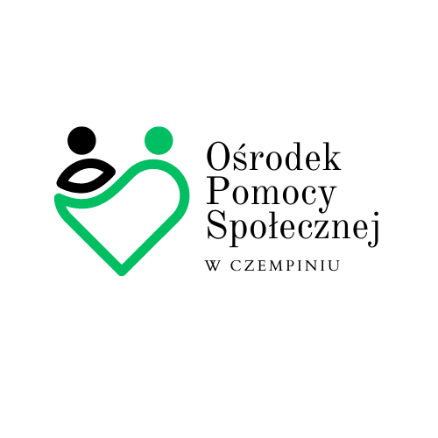 Ośrodek
Pomocy
Społecznej
W CZEMPINIU